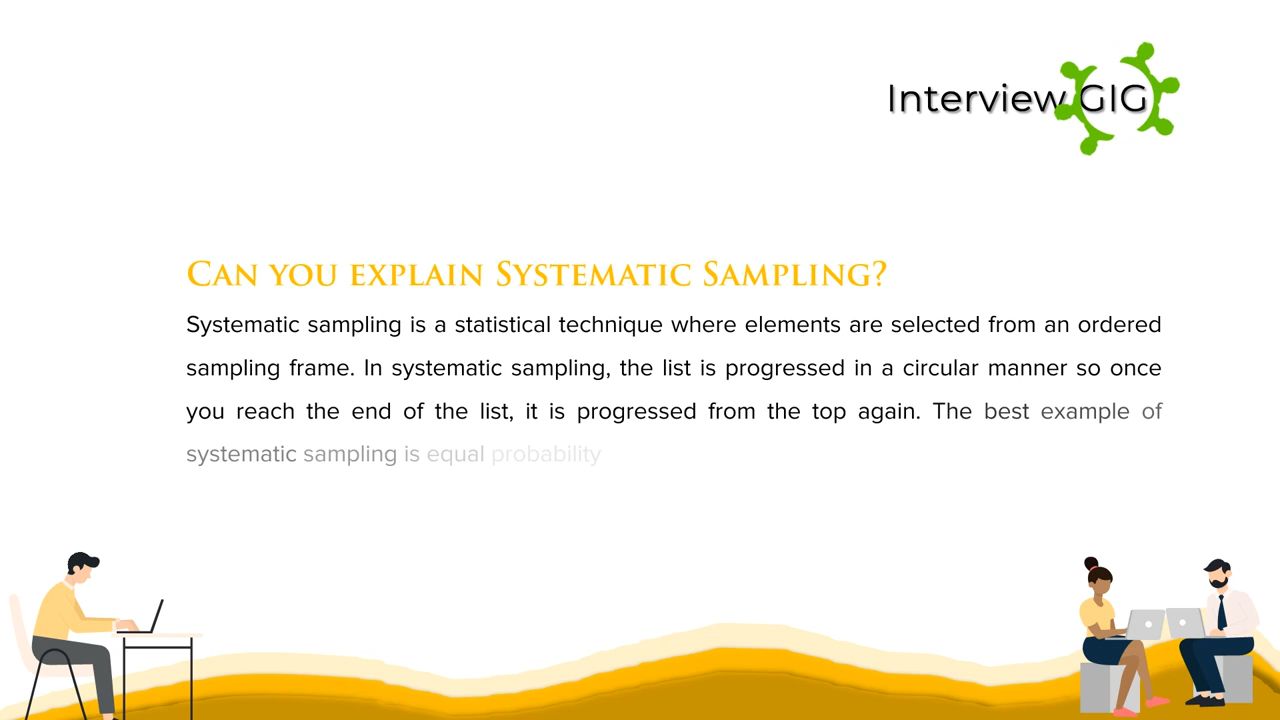 Interview GIG
Can you explain Systematic Sampling?
Systematic sampling is a statistical technique where elements are selected from an ordered
sampling frame. In systematic sampling, the list is progressed in a circular manner so once
you reach the end of the list, it is progressed from the top again. The best example of
systematic sampling is equal probability